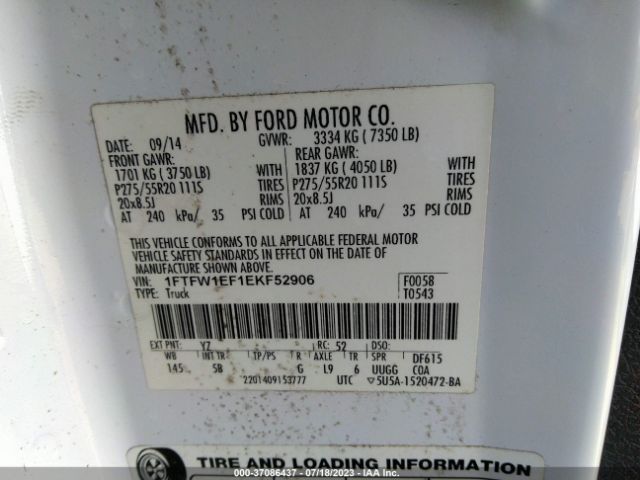 MFD. BY FORD MOTOR CO.
DATE: 09/14 GVWR: 3334 KG ( 7350 LB)
FRONT GAWR: REAR GAWR:
1701 KG ( 3750 LB) WITH 1837 KG ( 4050 LB) WITH
P275/55R20 111S TIRES P275/55R20 111S TIRES
20x8.5J RIMS 20x8.5J RIMS
AT 240 kPa/ 35 PSI COLD AT 240 kPa/ 35 PSI COLD
THIS VEHICLE CONFORMS TO ALL APPLICABLE FEDERAL MOTOR
VEHICLE SAFETY STANDARDS IN EFFECT ON THE DATE OF
MANUFACTURE SHOWN ABOVE.
VIN: 1FTFW1EF1EKF52906 F0058
TYPE: Truck T0543
EXT PNT: YZ RC: 52 DSO:
WB INT TR TP/PS R AXLE TR SPR DF615
145 SB G L9 6 UUGG COA
2201409153777 UTC 5U5A-1520472-BA
TIRE AND LOADING INFORMATION
000-37086437 - 07/18/2023 - IAAI.COM